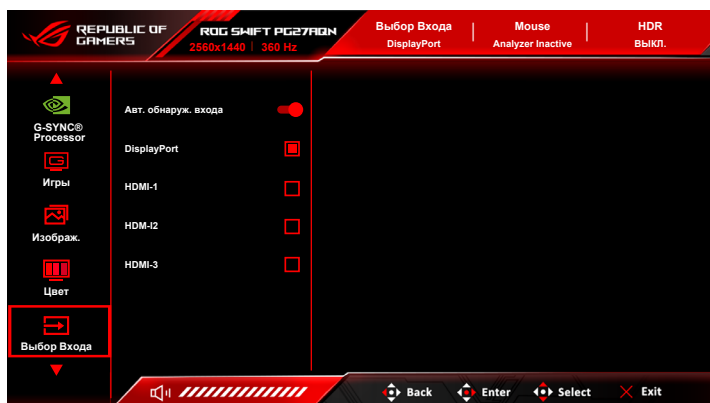 REPUBLIC OF
GAMERS
ROG SWIFT PG27AQN
2560x1440 | 360 Hz
Выбор Входа
DisplayPort
Mouse
Analyzer Inactive
HDR
ВЫКЛ.
G-SYNC®
Processor
Игры
Изображ.
Цвет
Выбор Входа
Авт. обнаруж. входа
DisplayPort
HDMI-1
HDM-I2
HDMI-3
Back
Enter
Select
Exit